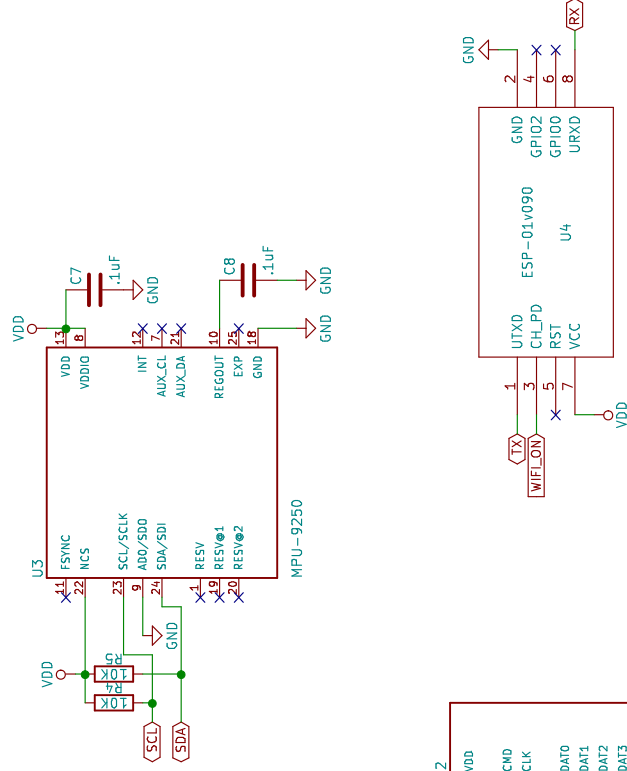 RX
GND
2
4
6
8
GND
GPIO2
GPIO0
URXD
ESP-01v090
U4
UTXD
CH_PD
RST
VCC
1
3
5
7
TX
WIFI_ON
VDD
C7
.1uF
GND
C8
.1uF
GND
VDD
GND
13
8
12
7
21
10
25
18
VDD
VDDIO
INT
AUX_CL
AUX_DA
REGOUT
EXP
GND
U3
MPU-9250
FSYNC
NCS
SCL/SCLK
AD0/SDO
SDA/SDI
RESV
RESV@1
RESV@2
11
22
23
9
24
1
19
20
GND
VDD
R5
10K
R4
10K
SCL
SDA
2
VDD
CMD
CLK
DAT0
DAT1
DAT2
DAT3